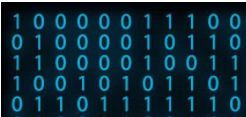 1 0 0 0 0 0 1 1 1 0 0
0 1 0 0 0 0 1 0 1 1 0
1 1 0 0 0 0 1 0 0 1 1
1 0 0 1 0 1 0 1 1 0 1
0 1 1 0 1 1 1 1 1 1 0